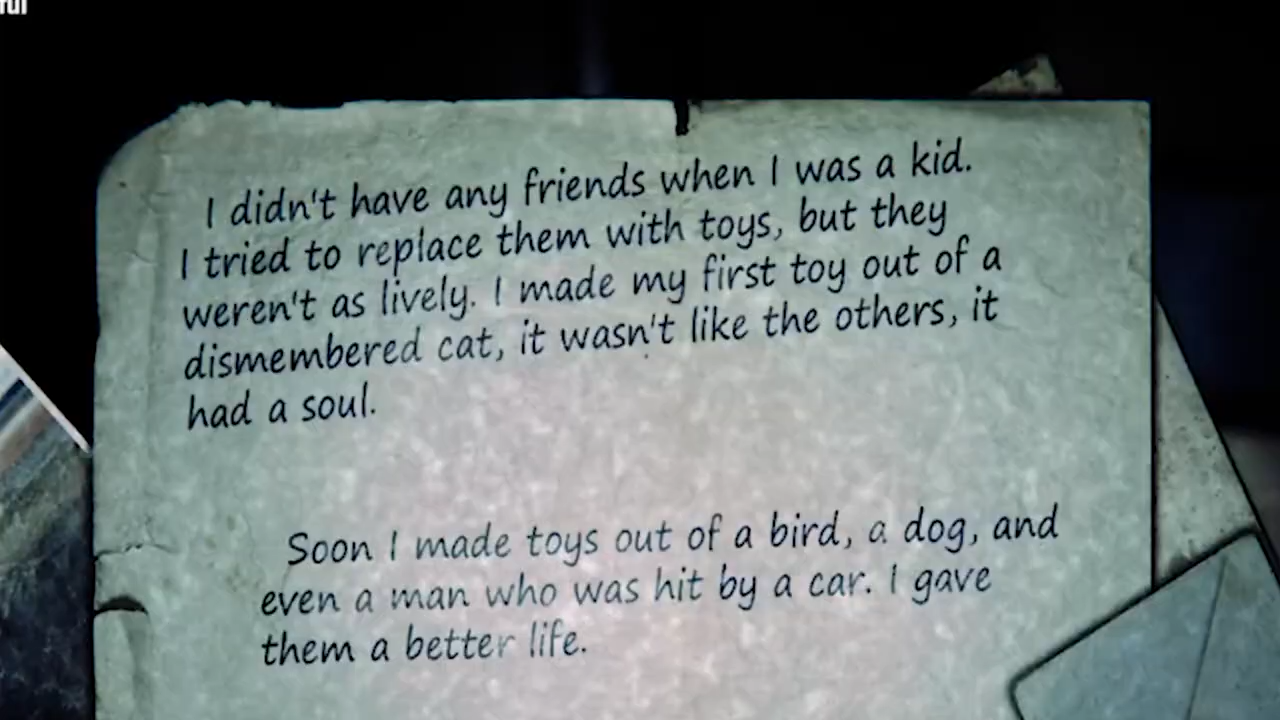 I didn't have any friends when I was a kid.
I tried to replace them with toys, but they
weren't as lively. I made my first toy out of a
dismembered cat, it wasn't like the others, it
had a soul.
Soon I made toys out of a bird, a dog, and
even a man who was hit by a car. I gave
them a better life.